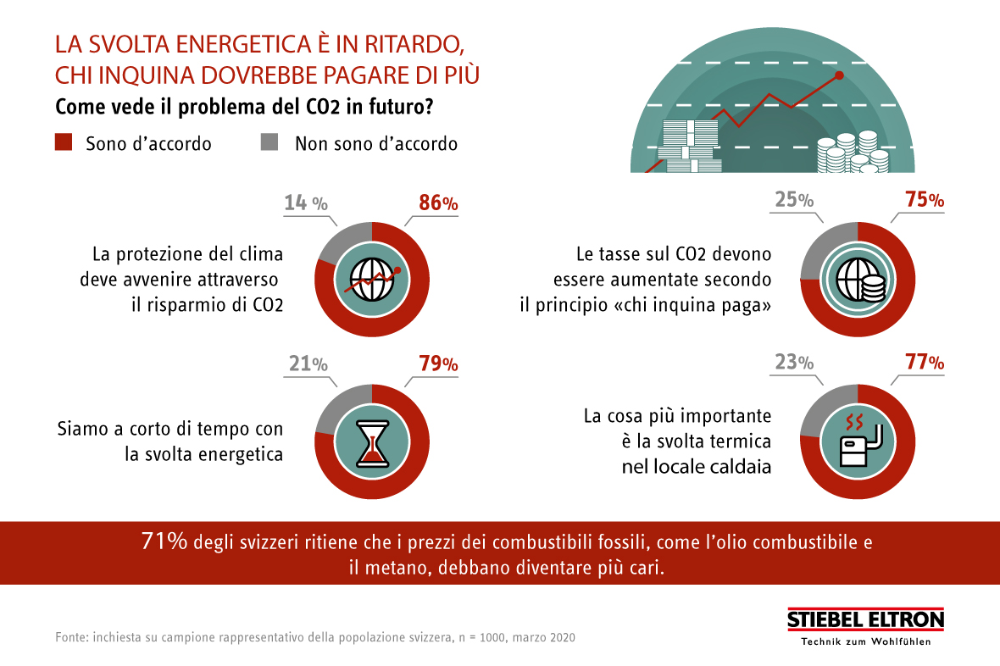 LA SVOLTA ENERGETICA È IN RITARDO,
CHI INQUINA DOVREBBE PAGARE DI PIÙ
Come vede il problema del CO2 in futuro?
Sono d’accordo
Non sono d’accordo
14 %
86%
La protezione del clima
deve avvenire attraverso
il risparmio di CO2
25%
75%
Le tasse sul CO2 devono
essere aumentate secondo
il principio «chi inquina paga»
21%
79%
Siamo a corto di tempo con
la svolta energetica
23%
77%
La cosa più importante
è la svolta termica
nel locale caldaia
71% degli svizzeri ritiene che i prezzi dei combustibili fossili, come l’olio combustibile e
il metano, debbano diventare più cari.
Fonte: inchiesta su campione rappresentativo della popolazione svizzera, n = 1000, marzo 2020
STIEBEL ELTRON
Technik zum Wohlfühlen